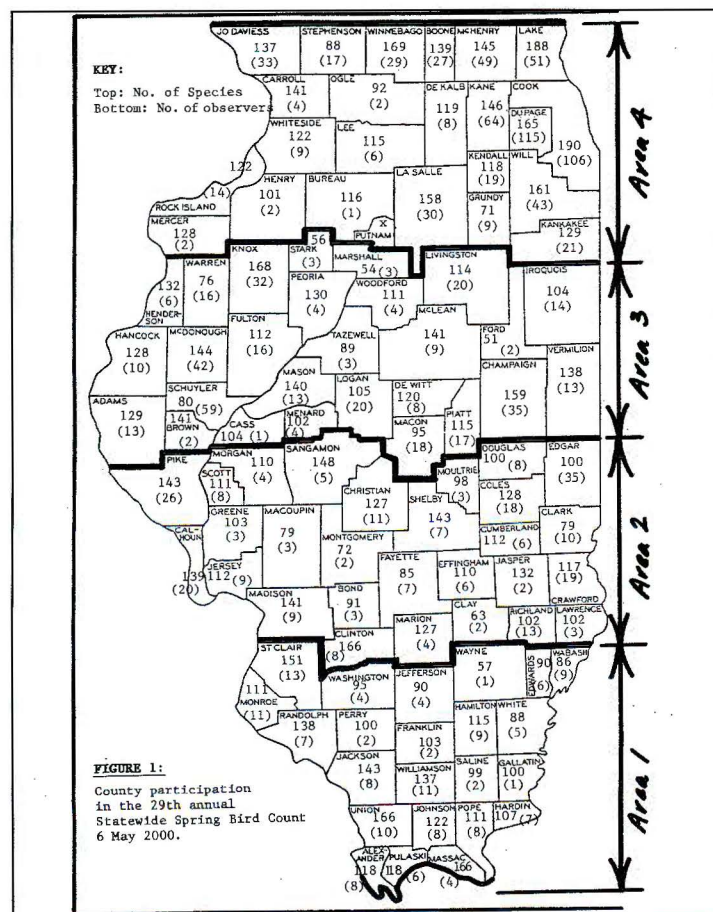 JO DAVIESS
137
(33)
STEPHENSON
88
(17)
WINNEBAGO
169
(29)
BOONE
139
(27)
MCHENRY
145
(49)
LAKE
188
(51)
KEY:
Top: No. of Species
Bottom: No. of observers
CARROLL
141
(4)
OGLE
92
(2)
DE KALB
119
(8)
KANE
146
(64)
COOK
190
(106)
DU PAGE
165
(115)
WHITESIDE
122
(9)
LEE
115
(6)
KENDALL
118
(19)
WILL
161
(43)
LA SALLE
158
(30)
122
(14)
ROCK ISLAND
HENRY
101
(2)
BUREAU
116
(1)
X
PUTNAM
GRUNDY
71
(9)
KANKAKEE
129
(21)
MERCER
128
(2)
Area 4
KNOX
168
(32)
56
STARK
(3)
MARSHALL
54 (3)
LIVINGSTON
114
(20)
IROQUOIS
104
(14)
WARREN
76
(16)
132
(6)
HENDER-
SON
PEORIA
130
(4)
WOODFORD
111
(4)
MCLEAN
141
(9)
FORD
51
(2)
HANCOCK
128
(10)
MCDONOUGH
144
(42)
FULTON
112
(16)
TAZEWELL
89
(3)
VERMILION
138
(13)
CHAMPAIGN
159
(35)
MASON
140
(13)
LOGAN
105
(20)
DE WITT
120
(8)
SCHUYLER
80
(59)
ADAMS
129
(13)
141
BROWN
(2)
CASS
104 (1)
MENARD
102
(4)
MACON
95
(18)
PIATT
115
(17)
Area 3
PIKE
143
(26)
MORGAN
110
(4)
SCOTT
111
(8)
SANGAMON
148
(5)
CHRISTIAN
127
(11)
MOULTRIE
98
(3)
DOUGLAS
100
(8)
EDGAR
100
(35)
COLES
128
(18)
SHELBY
143
(7)
GREENE
103
(3)
MACOUPIN
79
(3)
MONTGOMERY
72
(2)
CUMBERLAND
112 (6)
CLARK
79
(10)
CAL-
HOUN
139
(20)
JERSEY
112 (9)
FAYETTE
85
(7)
EFFINGHAM
110
(6)
JASPER
132
(2)
117
(19)
CRAWFORD
MADISON
141
(9)
BOND
91
(3)
CLAY
63
(2)
RICHLAND
102
(13)
LAWRENCE
102
(3)
CLINTON
166
(8)
MARION
127
(4)
Area 2
ST CLAIR
151
(13)
WASHINGTON
95
(4)
JEFFERSON
90
(4)
WAYNE
57
(1)
EDWARDS
90
(6)
WABASH
86
(9)
111
MONROE
(11)
RANDOLPH
138
(7)
PERRY
100
(2)
FRANKLIN
103
(2)
HAMILTON
115
(9)
WHITE
88
(5)
JACKSON
143
(8)
WILLIAMSON
137
(11)
SALINE
99
(2)
GALLATIN
100
(1)
UNION
166
(10)
JOHNSON
122
(8)
POPE
111
(8)
HARDIN
107 (7)
ALEX-
ANDER
118
(8)
PULASKI
118
(6)
MASSAC
166
(4)
Area 1
FIGURE 1:
County participation
in the 29th annual
Statewide Spring Bird Count
6 May 2000.